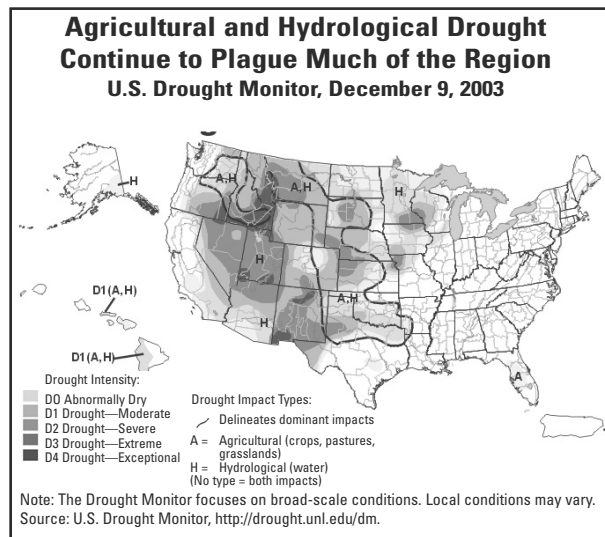 Agricultural and Hydrological Drought
Continue to Plague Much of the Region
U.S. Drought Monitor, December 9, 2003
H
A,H
A,H
H
H
H
A,H
A
D1(A,H)
D1(A,H)
Drought Intensity:
D0 Abnormally Dry
D1 Drought—Moderate
D2 Drought—Severe
D3 Drought—Extreme
D4 Drought—Exceptional
Drought Impact Types:
Delineates dominant impacts
A = Agricultural (crops, pastures,
grasslands)
H = Hydrological (water)
(No type = both impacts)
Note: The Drought Monitor focuses on broad-scale conditions. Local conditions may vary.
Source: U.S. Drought Monitor, http://drought.unl.edu/dm.